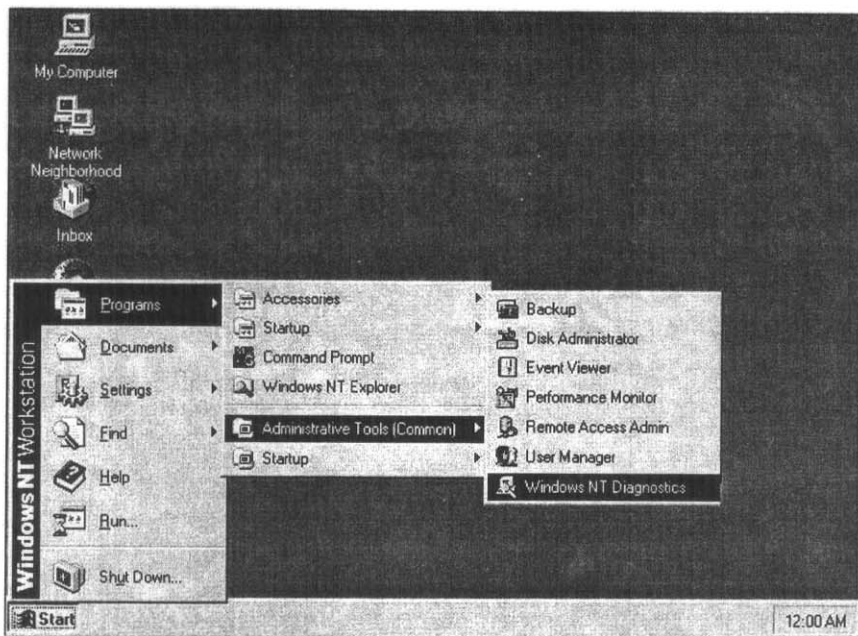 My Computer
Network
Neighborhood
Inbox
Windows NT Workstation
Programs
Documents
Settings
Find
Help
Run...
Shut Down...
Accessories
Startup
Command Prompt
Windows NT Explorer
Administrative Tools (Common)
Startup
Backup
Disk Administrator
Event Viewer
Performance Monitor
Remote Access Admin
User Manager
Windows NT Diagnostics
Start
12:00 AM